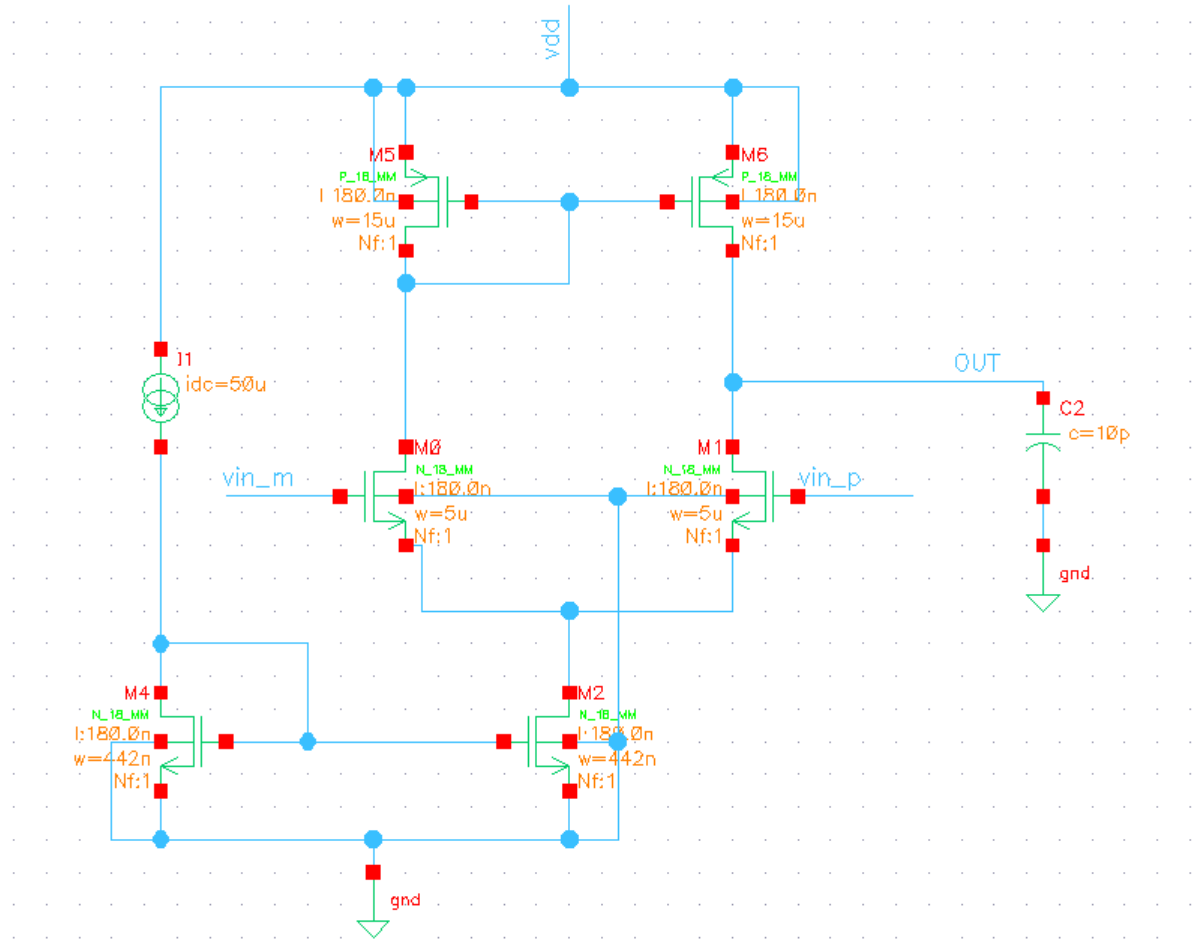 vdd
M5
P_18_MM
l 180.0n
w=15u
Nf:1
M6
P_18_MM
l 180.0n
w=15u
Nf:1
I1
idc=50u
OUT
C2
c=10p
gnd
vin_m
M0
N_18_MM
l:180.0n
w=5u
Nf:1
M1
N_18_MM
l:180.0n
w=5u
Nf:1
vin_p
M4
N_18_MM
l:180.0n
w=442n
Nf:1
M2
N_18_MM
l:180.0n
w=442n
Nf:1
gnd